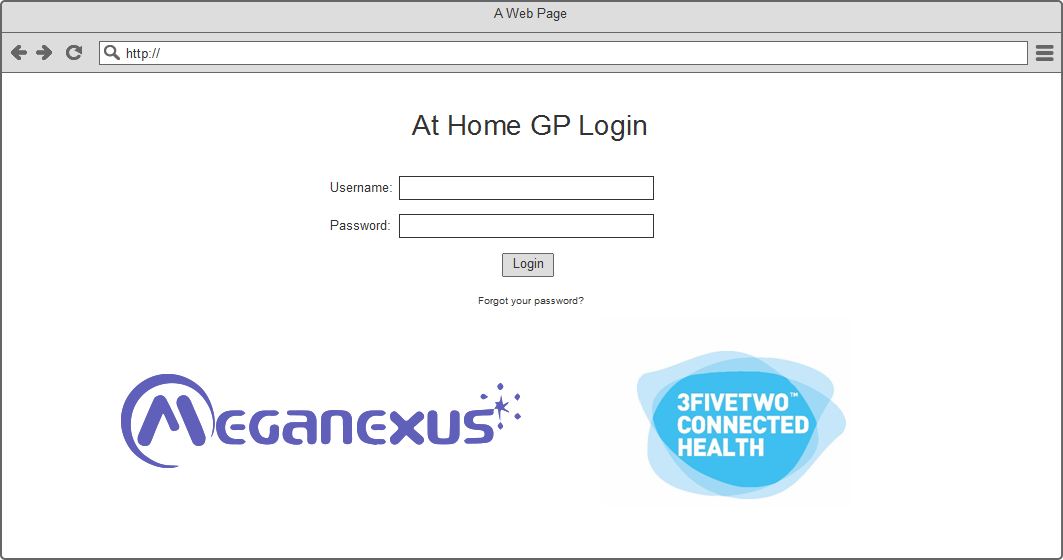 A Web Page
http://
At Home GP Login
Username:
Password:
Login
Forgot your password?
MEGANEXUS
3FIVETWO™
CONNECTED
HEALTH